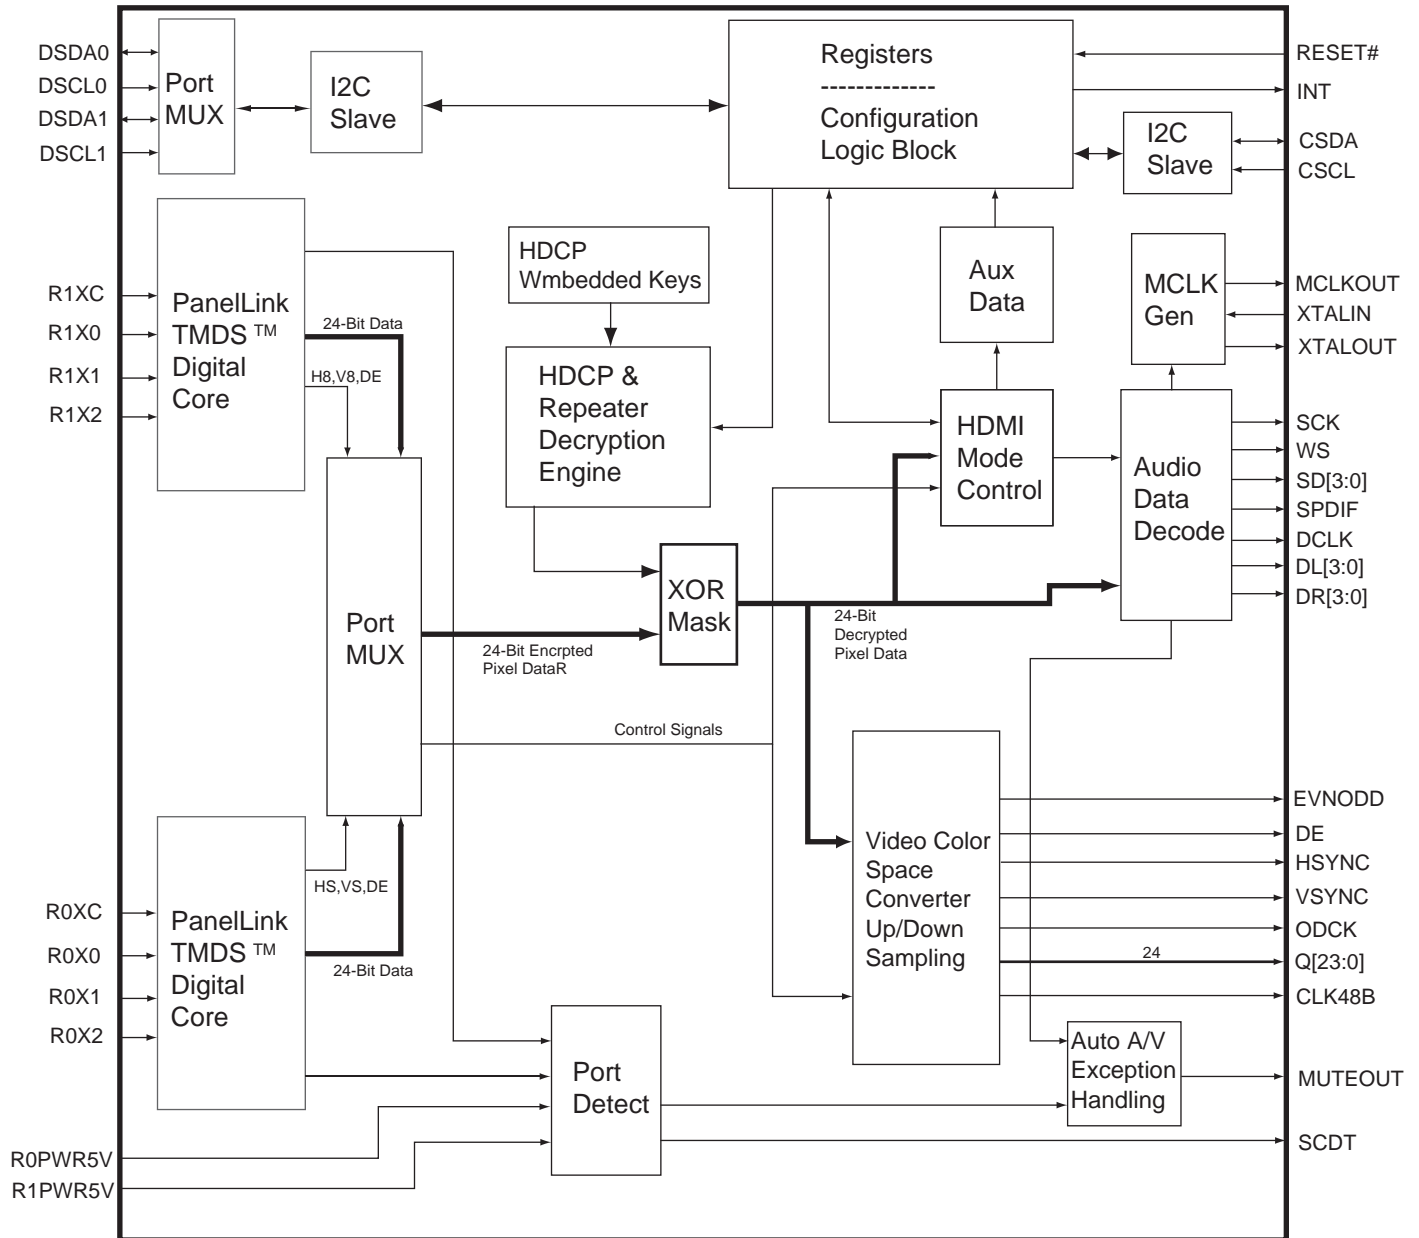 DSDA0
DSCL0
DSDA1
DSCL1
Port
MUX
I2C
Slave
Registers
-------------
Configuration
Logic Block
RESET#
INT
I2C
Slave
CSDA
CSCL
R1XC
R1X0
R1X1
R1X2
PanelLink
TMDS TM
Digital
Core
24-Bit Data
H8,V8,DE
HDCP
Wmbedded Keys
HDCP &
Repeater
Decryption
Engine
Aux
Data
MCLK
Gen
MCLKOUT
XTALIN
XTALOUT
HDMI
Mode
Control
Audio
Data
Decode
SCK
WS
SD[3:0]
SPDIF
DCLK
DL[3:0]
DR[3:0]
Port
MUX
24-Bit Encrpted
Pixel DataR
XOR
Mask
24-Bit
Decrypted
Pixel Data
Control Signals
R0XC
R0X0
R0X1
R0X2
PanelLink
TMDS TM
Digital
Core
HS,VS,DE
24-Bit Data
Video Color
Space
Converter
Up/Down
Sampling
EVNODD
DE
HSYNC
VSYNC
ODCK
24
Q[23:0]
CLK48B
Port
Detect
Auto A/V
Exception
Handling
MUTEOUT
SCDT
R0PWR5V
R1PWR5V